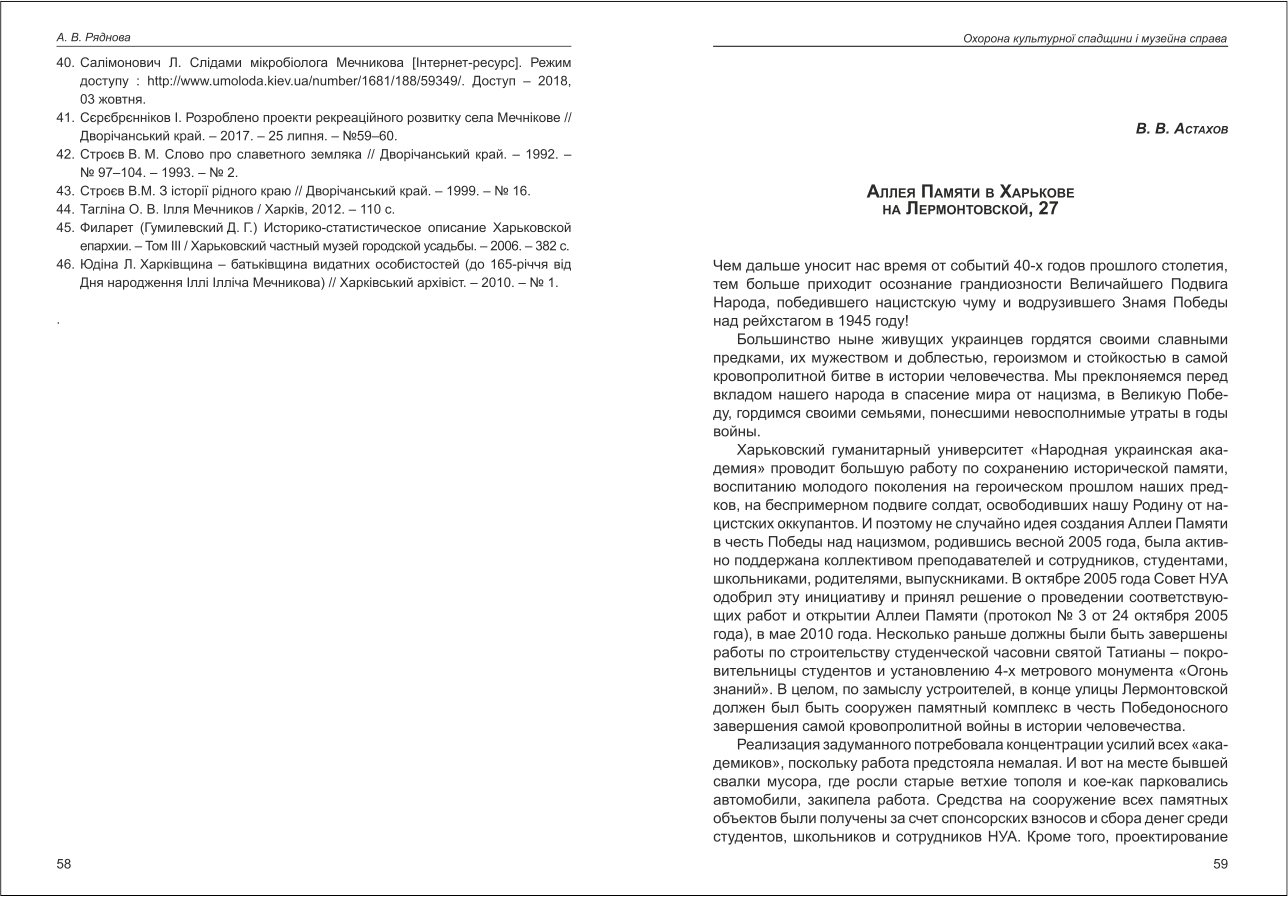 А. В. Ряднова
40. Салімонович Л. Слідами мікробіолога Мечникова [Інтернет-ресурс]. Режим
доступу : http://www.umoloda.kiev.ua/number/1681/188/59349/. Доступ – 2018,
03 жовтня.
41. Сєрєбрєнніков І. Розроблено проекти рекреаційного розвитку села Мечнікове //
Дворічанський край. – 2017. – 25 липня. – №59–60.
42. Строєв В. М. Слово про славетного земляка // Дворічанський край. – 1992. –
№ 97–104. – 1993. – № 2.
43. Строєв В.М. З історії рідного краю // Дворічанський край. – 1999. – № 16.
44. Тагліна О. В. Ілля Мечников / Харків, 2012. – 110 с.
45. Филарет (Гумилевский Д. Г.) Историко-статистическое описание Харьковской
епархии. – Том III / Харьковский частный музей городской усадьбы. – 2006. – 382 с.
46. Юдіна Л. Харківщина – батьківщина видатних особистостей (до 165-річчя від
Дня народження Іллі Ілліча Мечникова) // Харківський архівіст. – 2010. – № 1.
.
58
Охорона культурної спадщини і музейна справа
В. В. Астахов
Аллея Памяти в Харькове
на Лермонтовской, 27
Чем дальше уносит нас время от событий 40-х годов прошлого столетия,
тем больше приходит осознание грандиозности Величайшего Подвига
Народа, победившего нацистскую чуму и водрузившего Знамя Победы
над рейхстагом в 1945 году!
Большинство ныне живущих украинцев гордятся своими славными
предками, их мужеством и доблестью, героизмом и стойкостью в самой
кровопролитной битве в истории человечества. Мы преклоняемся перед
вкладом нашего народа в спасение мира от нацизма, в Великую Побе-
ду, гордимся своими семьями, понесшими невосполнимые утраты в годы
войны.
Харьковский гуманитарный университет «Народная украинская ака-
демия» проводит большую работу по сохранению исторической памяти,
воспитанию молодого поколения на героическом прошлом наших пред-
ков, на беспримерном подвиге солдат, освободивших нашу Родину от на-
цистских оккупантов. И поэтому не случайно идея создания Аллеи Памяти
в честь Победы над нацизмом, родившись весной 2005 года, была актив-
но поддержана коллективом преподавателей и сотрудников, студентами,
школьниками, родителями, выпускниками. В октябре 2005 года Совет НУА
одобрил эту инициативу и принял решение о проведении соответствую-
щих работ и открытии Аллеи Памяти (протокол № 3 от 24 октября 2005
года), в мае 2010 года. Несколько раньше должны были быть завершены
работы по строительству студенческой часовни святой Татианы – покро-
вительницы студентов и установлению 4-х метрового монумента «Огонь
знаний». В целом, по замыслу устроителей, в конце улицы Лермонтовской
должен был быть сооружен памятный комплекс в честь Победоносного
завершения самой кровопролитной войны в истории человечества.
Реализация задуманного потребовала концентрации усилий всех «ака-
демиков», поскольку работа предстояла немалая. И вот на месте бывшей
свалки мусора, где росли старые ветхие тополя и кое-как парковались
автомобили, закипела работа. Средства на сооружение всех памятных
объектов были получены за счет спонсорских взносов и сбора денег среди
студентов, школьников и сотрудников НУА. Кроме того, проектирование
59